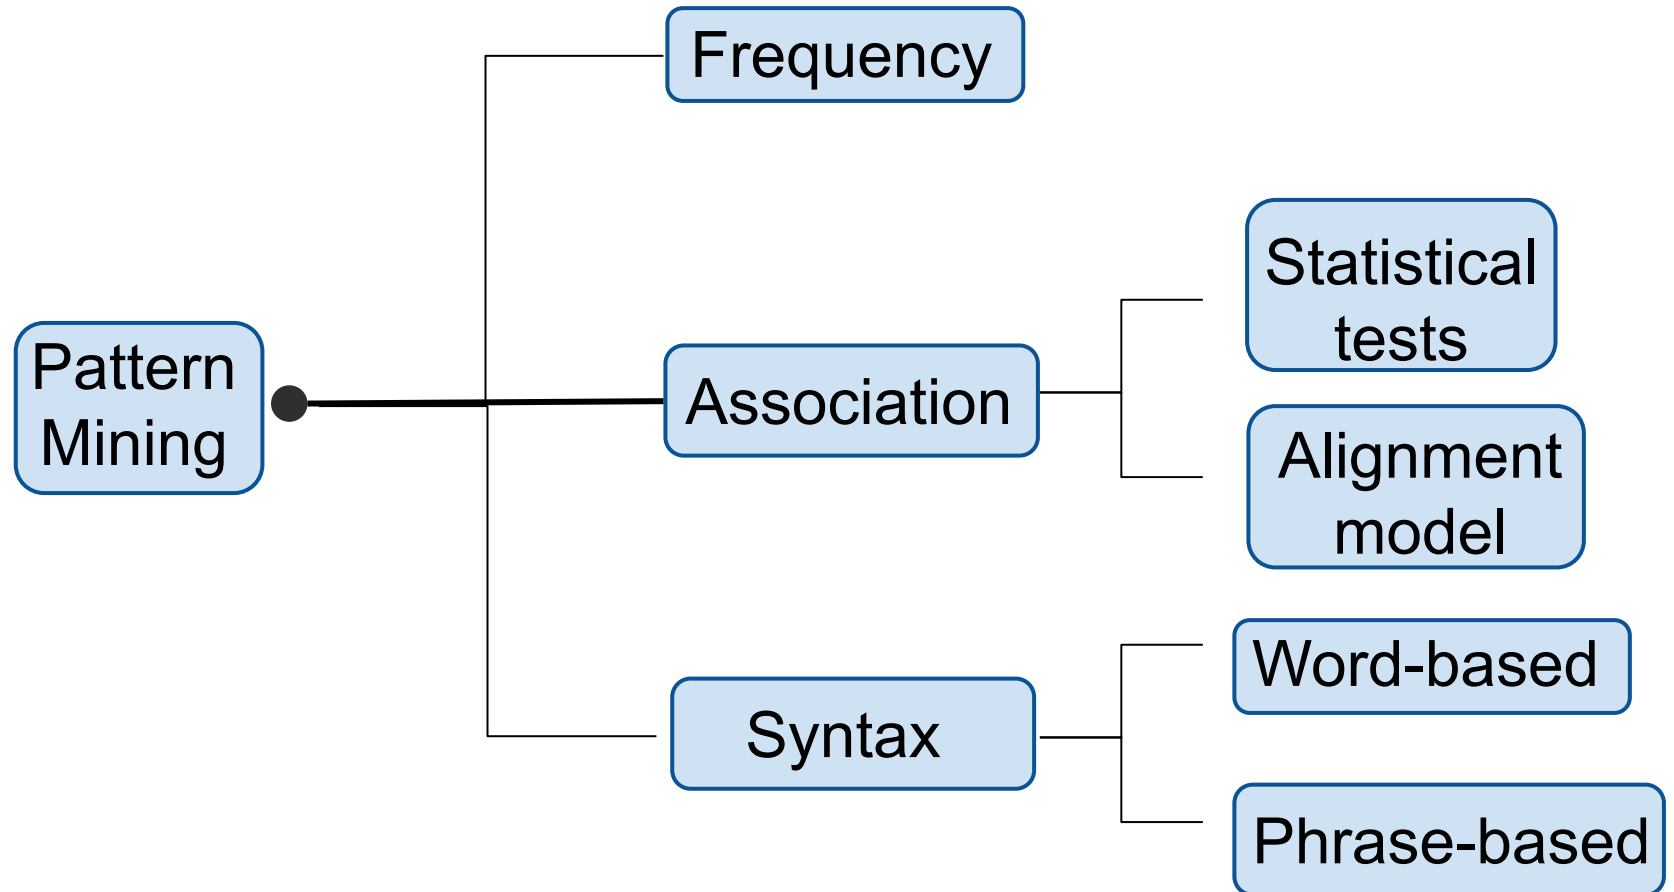 Frequency
Statistical
tests
Pattern
Mining
Association
Alignment
model
Word-based
Syntax
Phrase-based